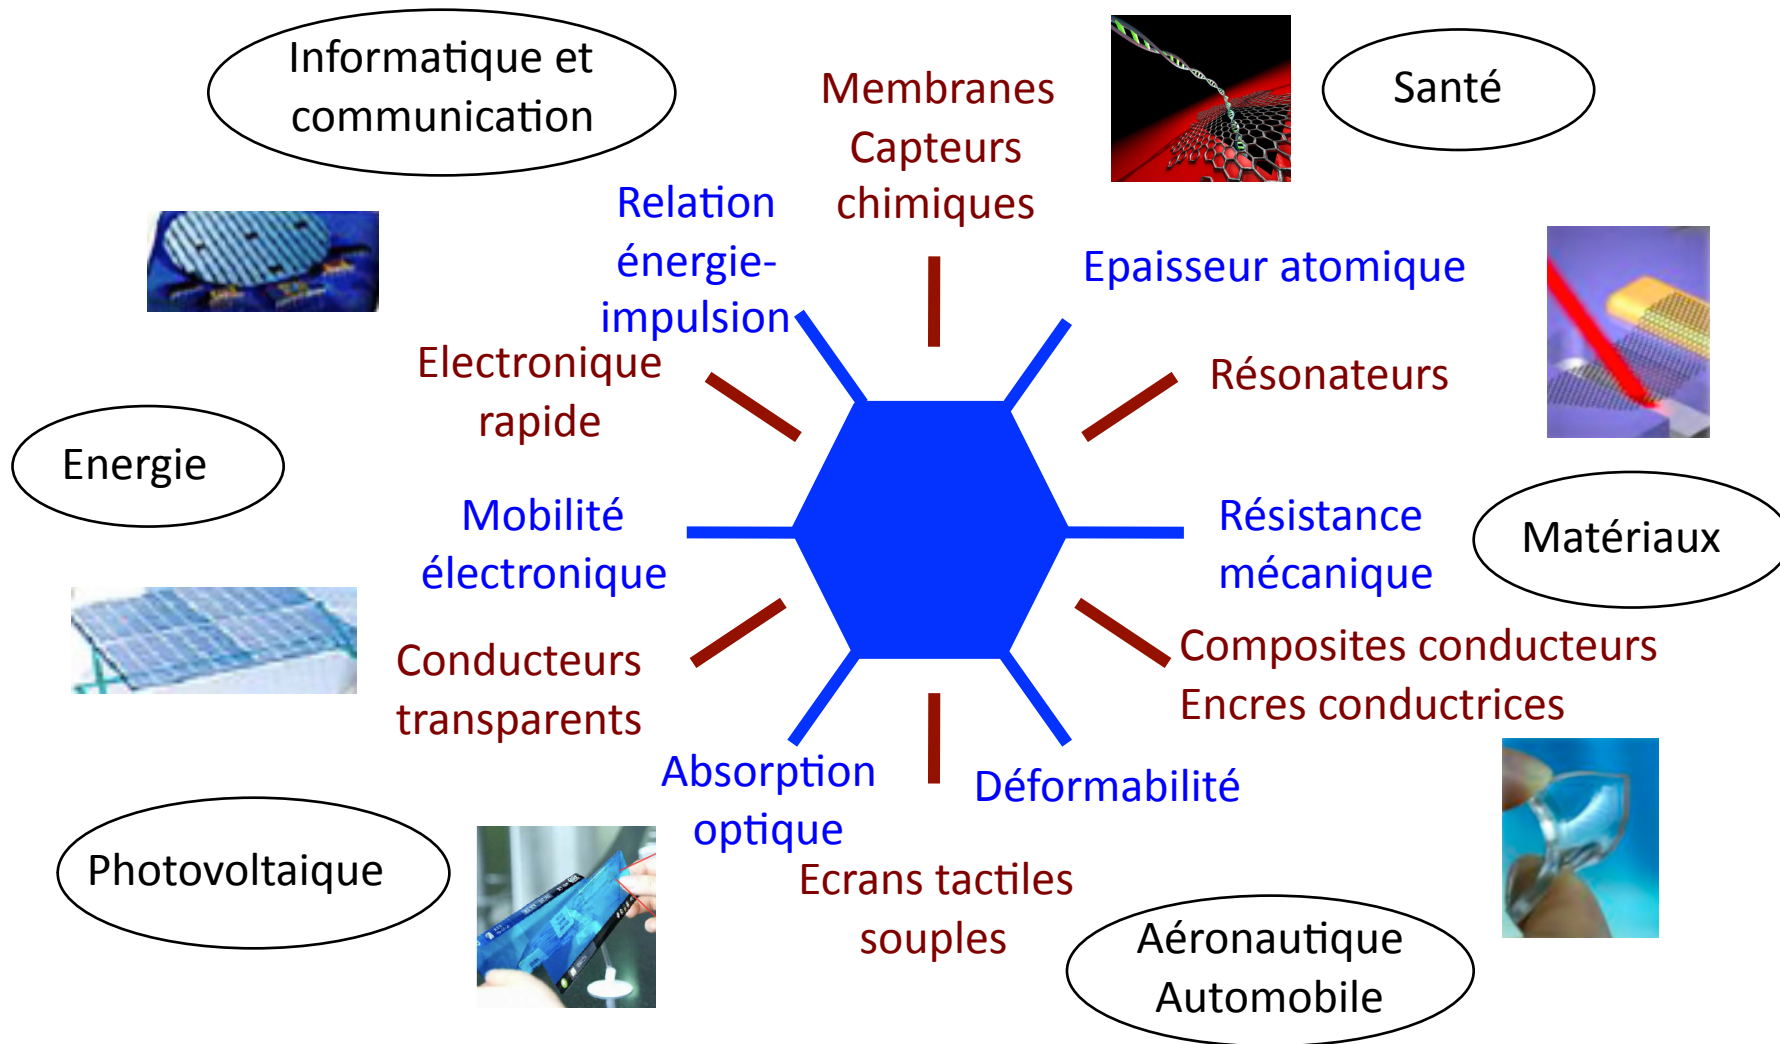 Informatique et
communication
Membranes
Capteurs
chimiques
Santé
Relation
énergie-
impulsion
Epaisseur atomique
Electronique
rapide
Résonateurs
Energie
Mobilité
électronique
Résistance
mécanique
Matériaux
Conducteurs
transparents
Composites conducteurs
Encres conductrices
Absorption
optique
Déformabilité
Photovoltaique
Ecrans tactiles
souples
Aéronautique
Automobile